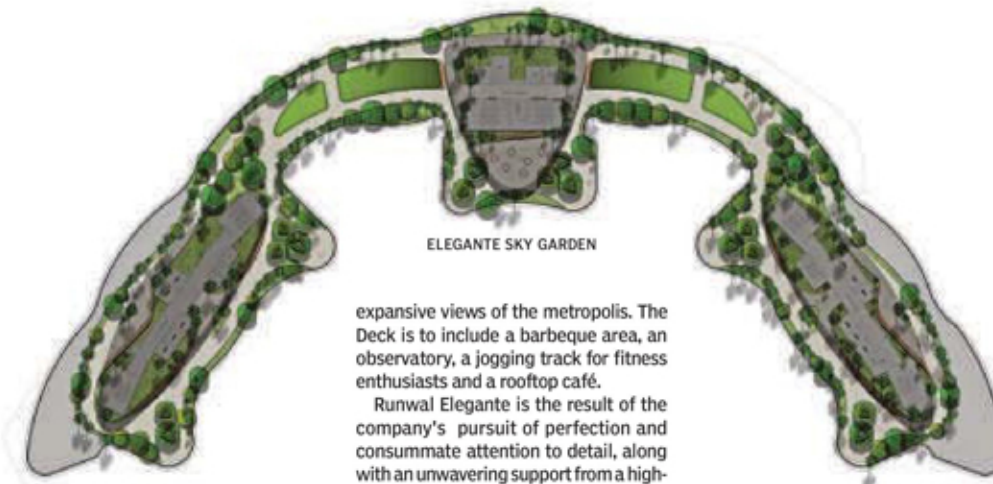 ELEGANTE SKY GARDEN
expansive views of the metropolis. The
Deck is to include a barbeque area, an
observatory, a jogging track for fitness
enthusiasts and a rooftop café.
Runwal Elegante is the result of the
company's pursuit of perfection and
consummate attention to detail, along
with an unwavering support from a high-